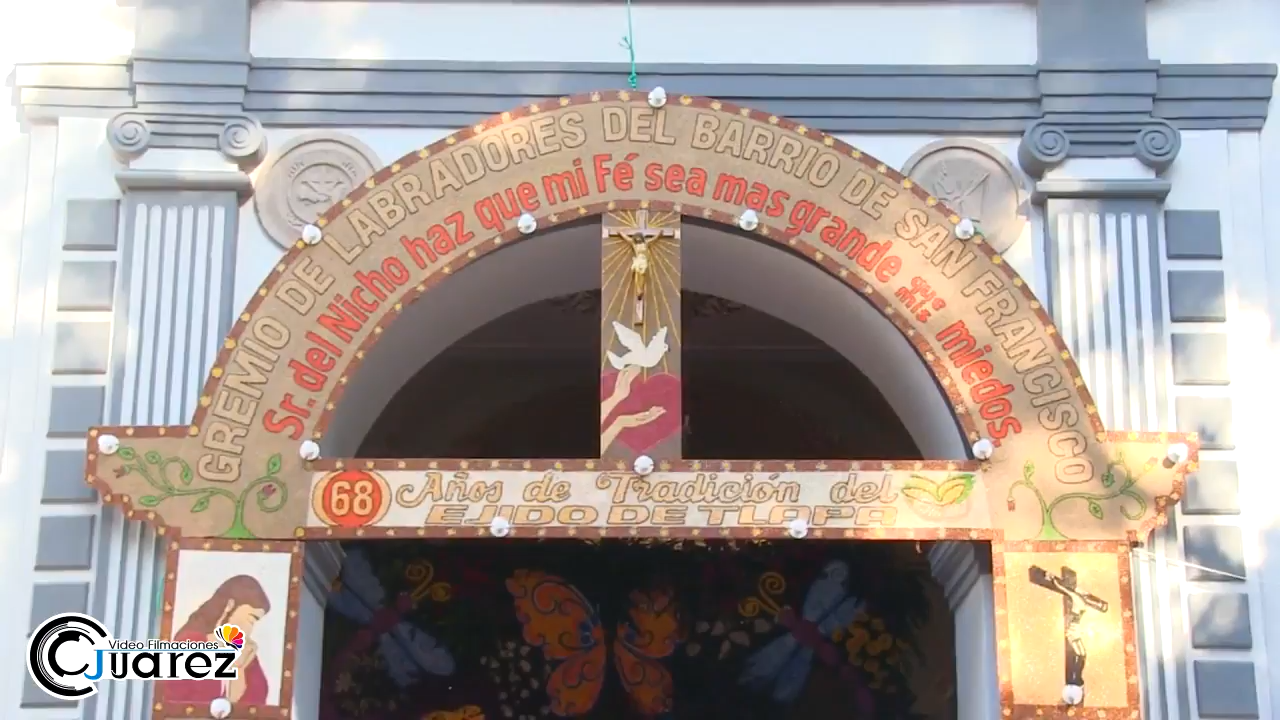 GREMIO DE LABRADORES DEL BARRIO DE SAN FRANCISCO
Sr. del Nicho haz que mi Fé sea mas grande que mis miedos.
68 Años de Tradición del
EJIDO DE TLAPA
Video Filmaciones
Juarez